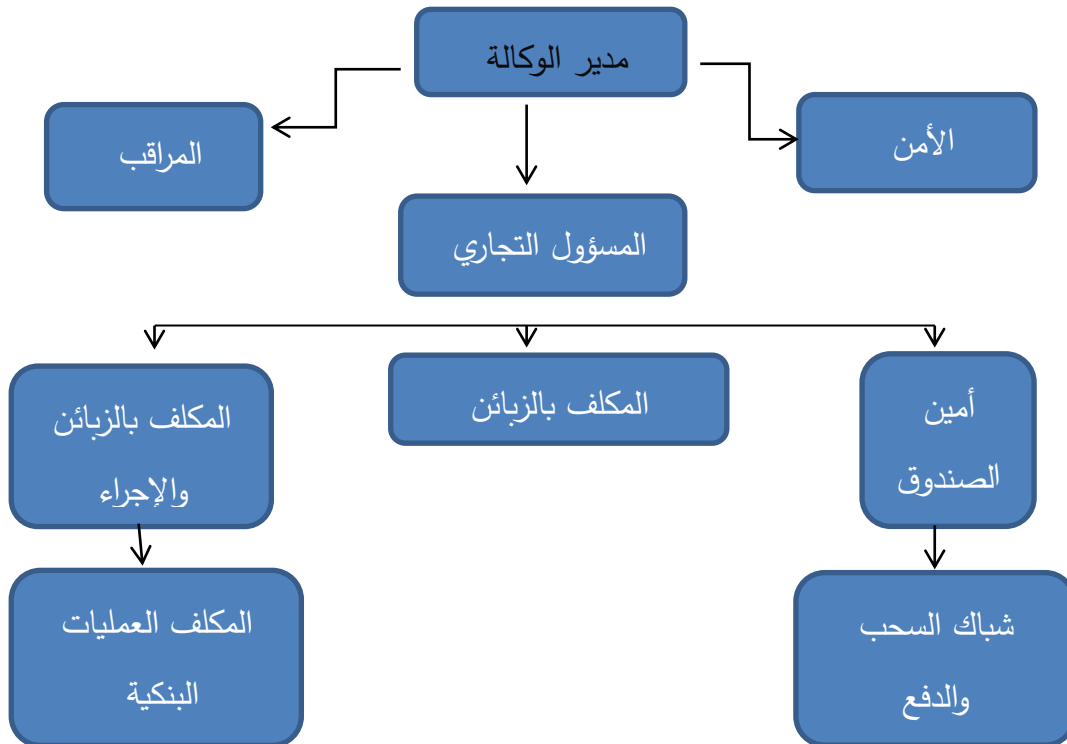 مدير الوكالة
الأمن
المراقب
المسؤول التجاري
أمين
الصندوق
المكلف بالزبائن
المكلف بالزبائن
والإجراء
شباك السحب
والدفع
المكلف العمليات
البنكية